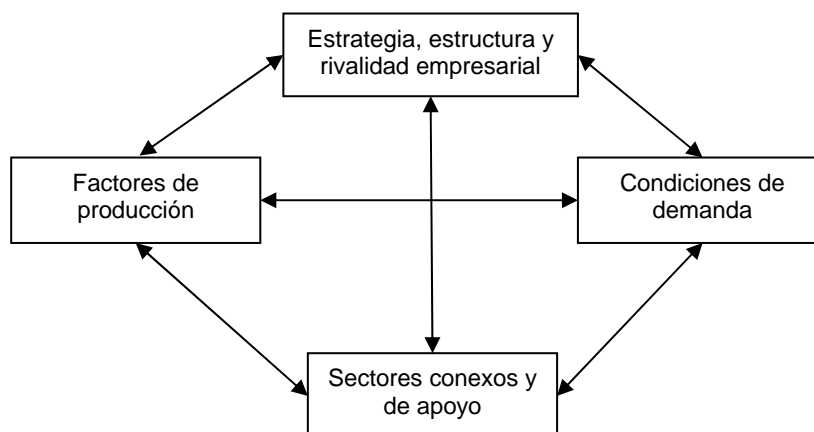 Estrategia, estructura y
rivalidad empresarial
Factores de
producción
Condiciones de
demanda
Sectores conexos y
de apoyo